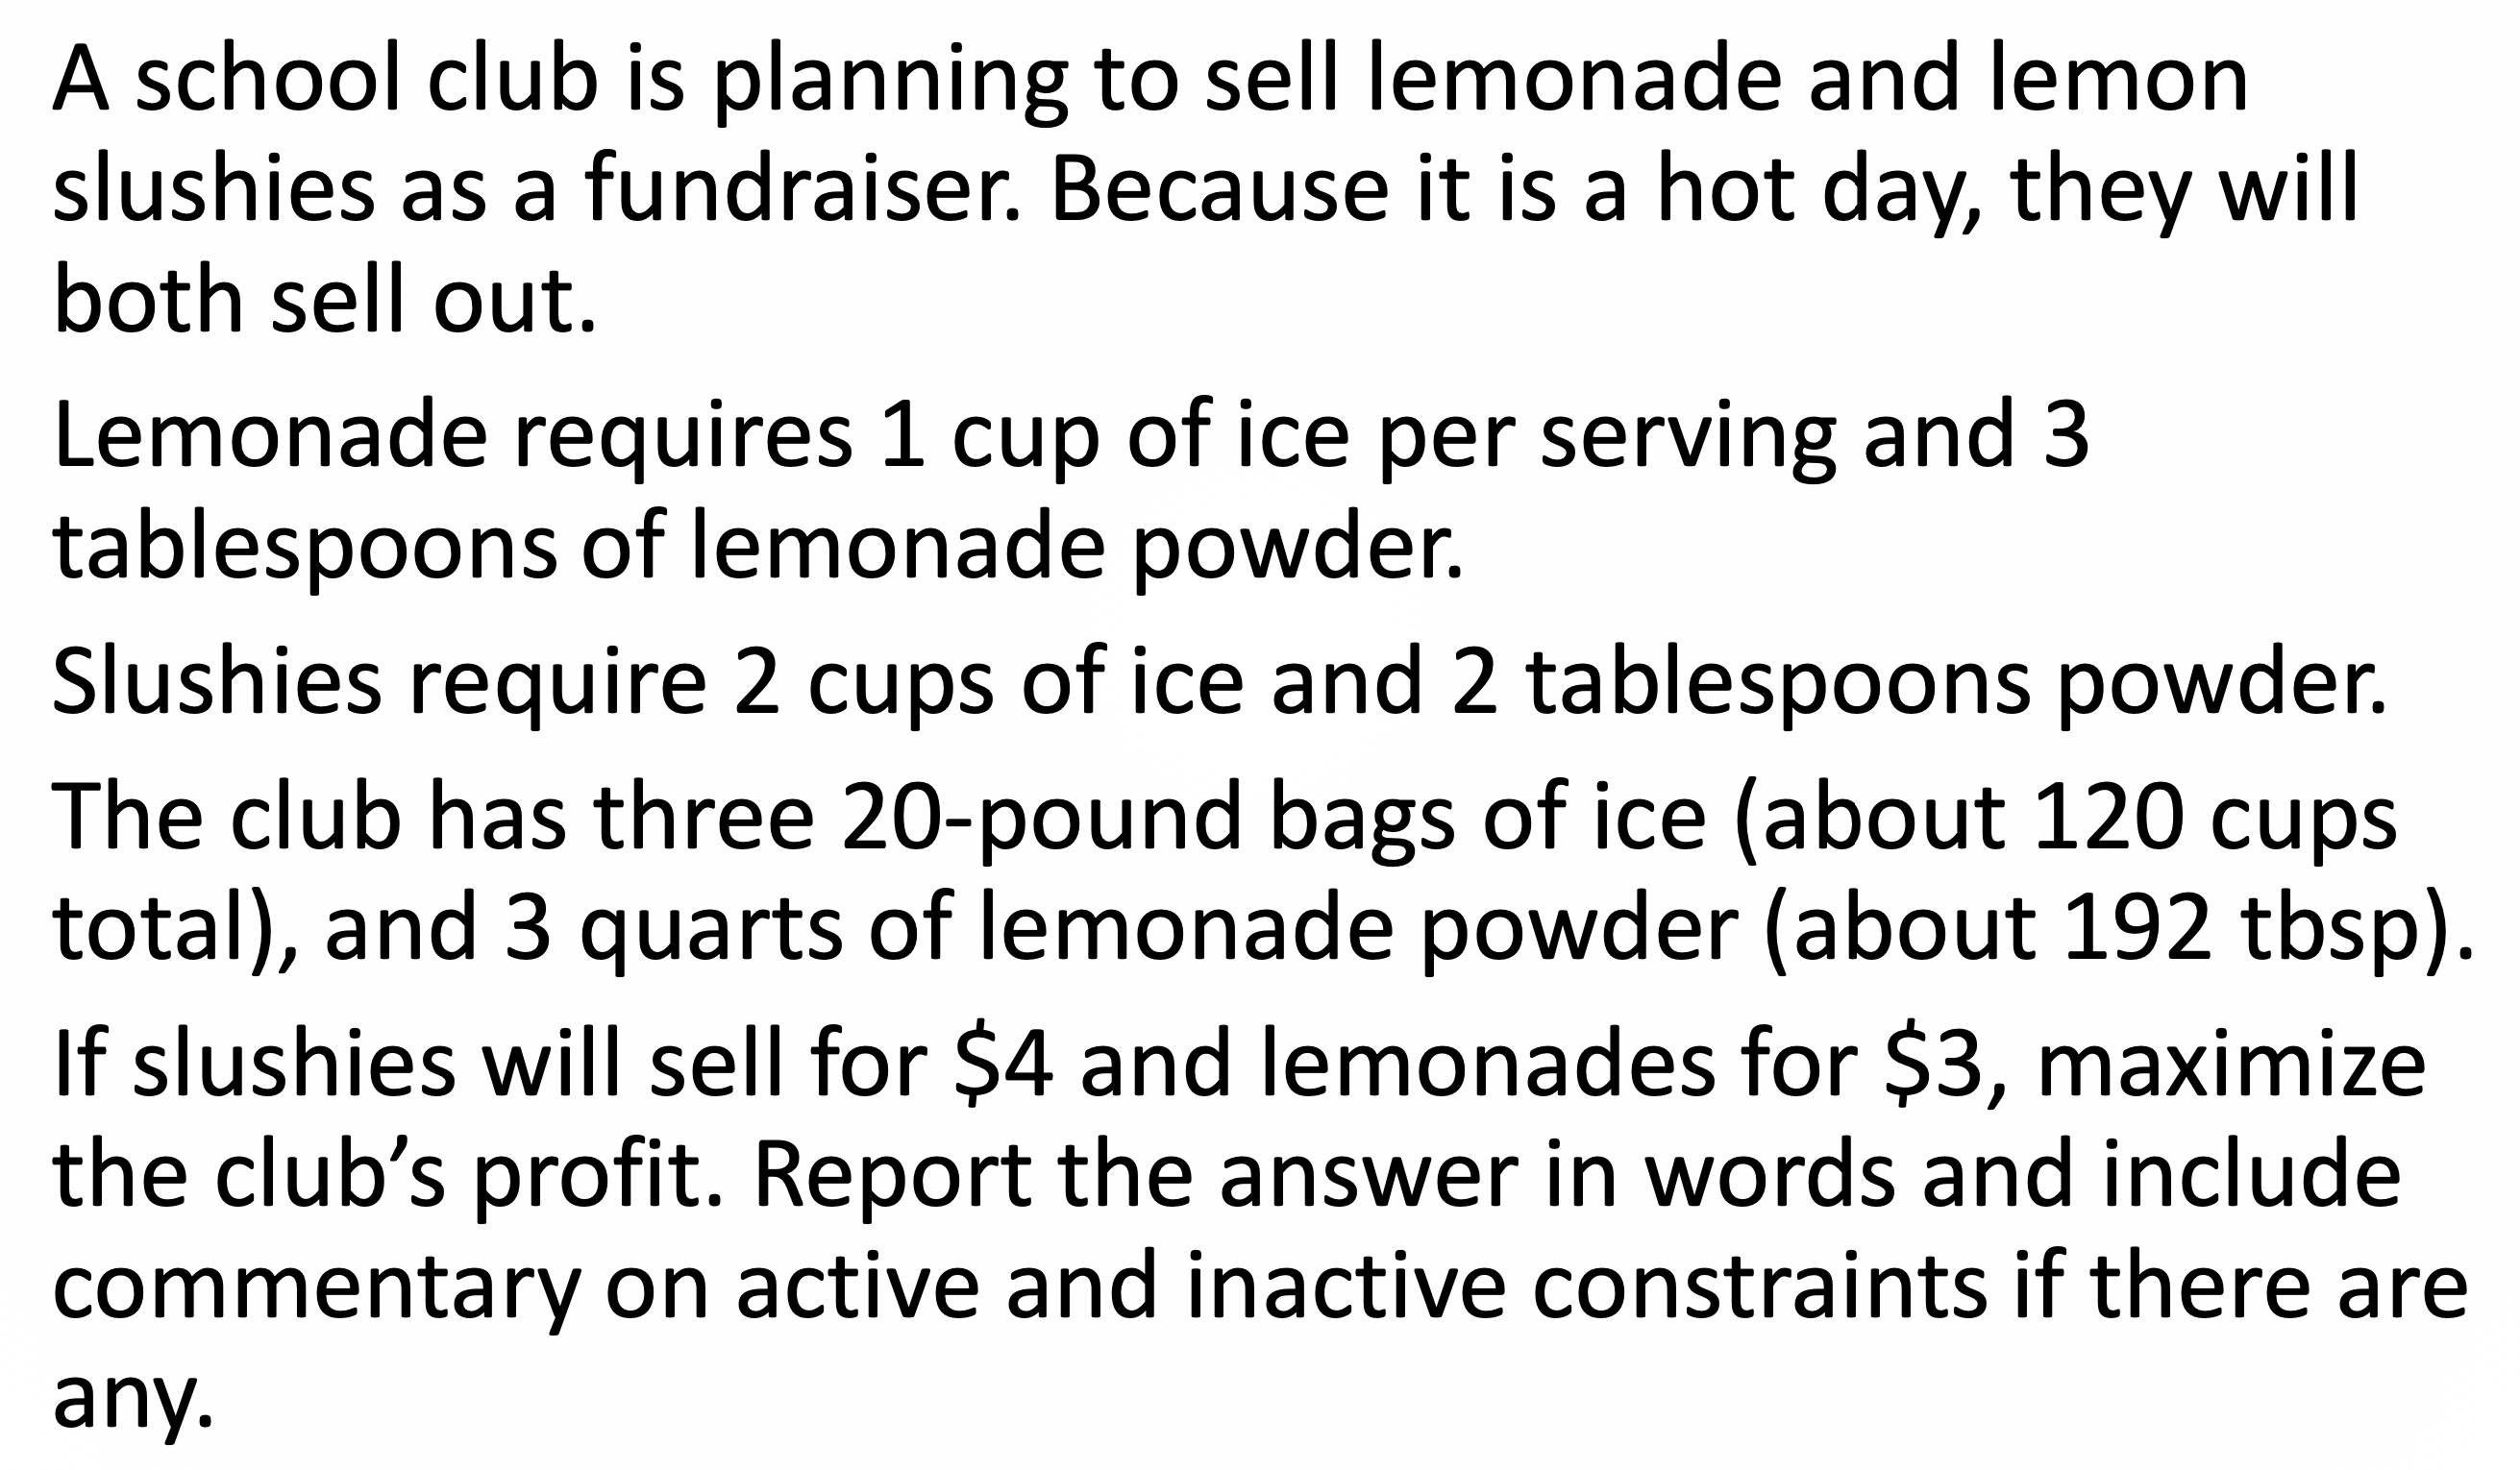 A school club is planning to sell lemonade and lemon
slushies as a fundraiser. Because it is a hot day, they will
both sell out.
Lemonade requires 1 cup of ice per serving and 3
tablespoons of lemonade powder.
Slushies require 2 cups of ice and 2 tablespoons powder.
The club has three 20-pound bags of ice (about 120 cups
total), and 3 quarts of lemonade powder (about 192 tbsp).
If slushies will sell for $4 and lemonades for $3, maximize
the club’s profit. Report the answer in words and include
commentary on active and inactive constraints if there are
any.